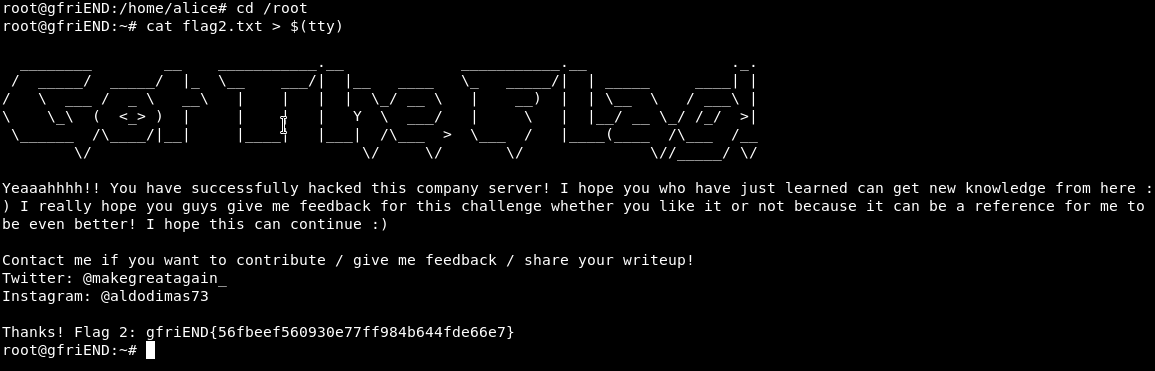 root@gfriEND:/home/alice# cd /root
root@gfriEND:~# cat flag2.txt > $(tty)
Got The Flag!
Yeaaahhhh!! You have successfully hacked this company server! I hope you who have just learned can get new knowledge from here :
) I really hope you guys give me feedback for this challenge whether you like it or not because it can be a reference for me to
be even better! I hope this can continue :)
Contact me if you want to contribute / give me feedback / share your writeup!
Twitter: @makegreatagain_
Instagram: @aldodimas73
Thanks! Flag 2: gfriEND{56fbeef560930e77ff984b644fde66e7}
root@gfriEND:~#